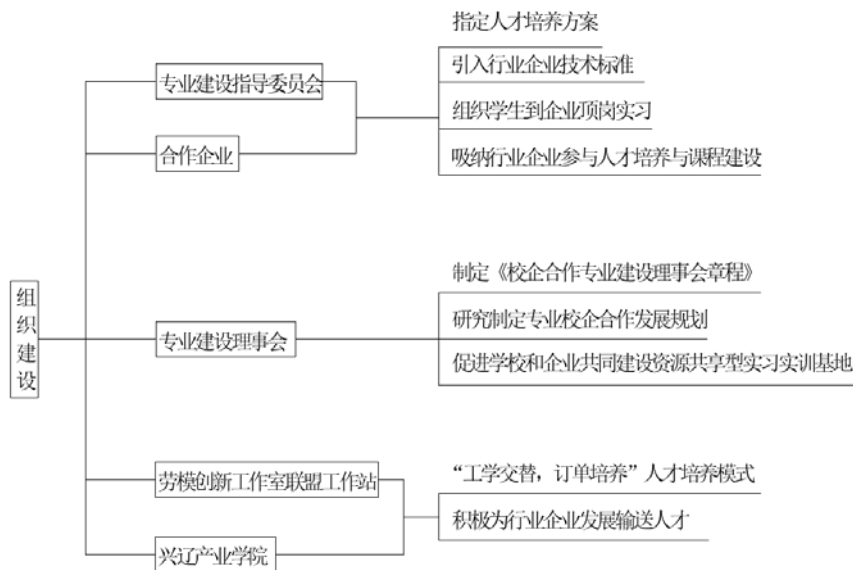 指定人才培养方案
引入行业企业技术标准
专业建设指导委员会
组织学生到企业顶岗实习
合作企业
吸纳行业企业参与人才培养与课程建设
组织建设
制定《校企合作专业建设理事会章程》
研究制定专业校企合作发展规划
专业建设理事会
促进学校和企业共同建设资源共享型实习实训基地
劳模创新工作室联盟工作站
“工学交替，订单培养”人才培养模式
积极为行业企业发展输送人才
兴辽产业学院